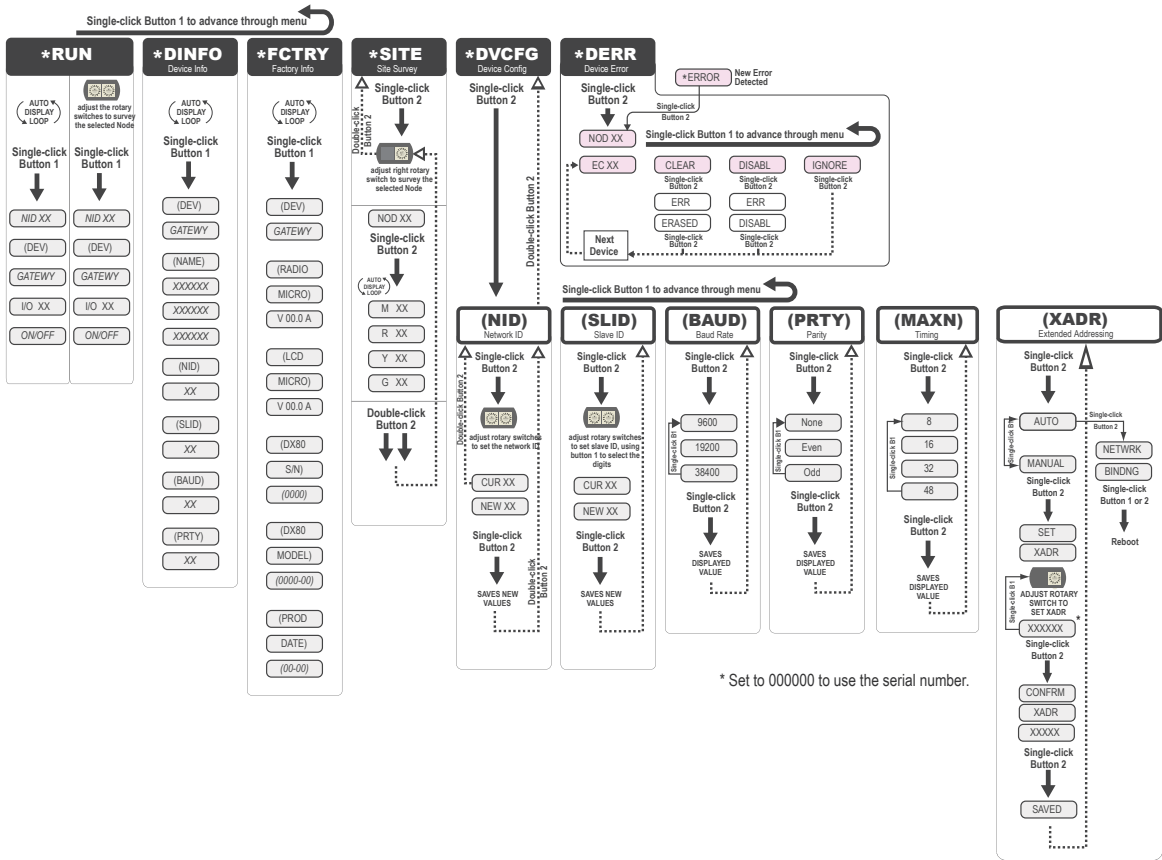 Single-click Button 1 to advance through menu
*RUN
AUTO
DISPLAY
LOOP
Single-click
Button 1
NID XX
(DEV)
GATEWY
I/O XX
ON/OFF
adjust the rotary
switches to survey
the selected Node
Single-click
Button 1
NID XX
(DEV)
GATEWY
I/O XX
ON/OFF
*DINFO
Device Info
AUTO
DISPLAY
LOOP
Single-click
Button 1
(DEV)
GATEWY
(NAME)
XXXXXX
XXXXXX
XXXXXX
(NID)
XX
(SLID)
XX
(BAUD)
XX
(PRTY)
XX
*FCTRY
Factory Info
AUTO
DISPLAY
LOOP
Single-click
Button 1
(DEV)
GATEWY
(RADIO
MICRO)
V 00.0 A
(LCD
MICRO)
V 00.0 A
(DX80
S/N)
(0000)
(DX80
MODEL)
(0000-00)
(PROD
DATE)
(00-00)
*SITE
Site Survey
Single-click
Button 2
Double-click
Button 2
adjust right rotary
switch to survey the
selected Node
NOD XX
Single-click
Button 2
AUTO
DISPLAY
LOOP
M XX
R XX
Y XX
G XX
Double-click
Button 2
*DVCFG
Device Config
Single-click
Button 2
Double-click Button 2
*DERR
Device Error
Single-click
Button 2
*ERROR
New Error
Detected
Single-click
Button 2
NOD XX
Single-click Button 1 to advance through menu
EC XX
CLEAR
Single-click
Button 2
ERR
ERASED
Single-click
Button 2
DISABL
Single-click
Button 2
ERR
DISABL
Single-click
Button 2
IGNORE
Single-click
Button 2
Next
Device
Single-click Button 1 to advance through menu
(NID)
Network ID
Single-click
Button 2
Double-click Button 2
adjust rotary switches
to set the network ID
CUR XX
NEW XX
Single-click
Button 2
Double-click
Button 2
SAVES NEW
VALUES
(SLID)
Slave ID
Single-click
Button 2
adjust rotary switches
to set slave ID, using
button 1 to select the
digits
CUR XX
NEW XX
Single-click
Button 2
SAVES NEW
VALUES
(BAUD)
Baud Rate
Single-click
Button 2
Single-click B1
9600
19200
38400
Single-click
Button 2
SAVES
DISPLAYED
VALUE
(PRTY)
Parity
Single-click
Button 2
Single-click B1
None
Even
Odd
Single-click
Button 2
SAVES
DISPLAYED
VALUE
(MAXN)
Timing
Single-click
Button 2
Single-click B1
8
16
32
48
Single-click
Button 2
SAVES
DISPLAYED
VALUE
(XADR)
Extended Addressing
Single-click
Button 2
Single-click B1
AUTO
Single-click
Button 2
NETWRK
BINDNG
Single-click
Button 1 or 2
Reboot
MANUAL
Single-click
Button 2
SET
XADR
Single-click B1
ADJUST ROTARY
SWITCH TO
SET XADR
XXXXXX *
Single-click
Button 2
CONFRM
XADR
XXXXX
Single-click
Button 2
SAVED
* Set to 000000 to use the serial number.